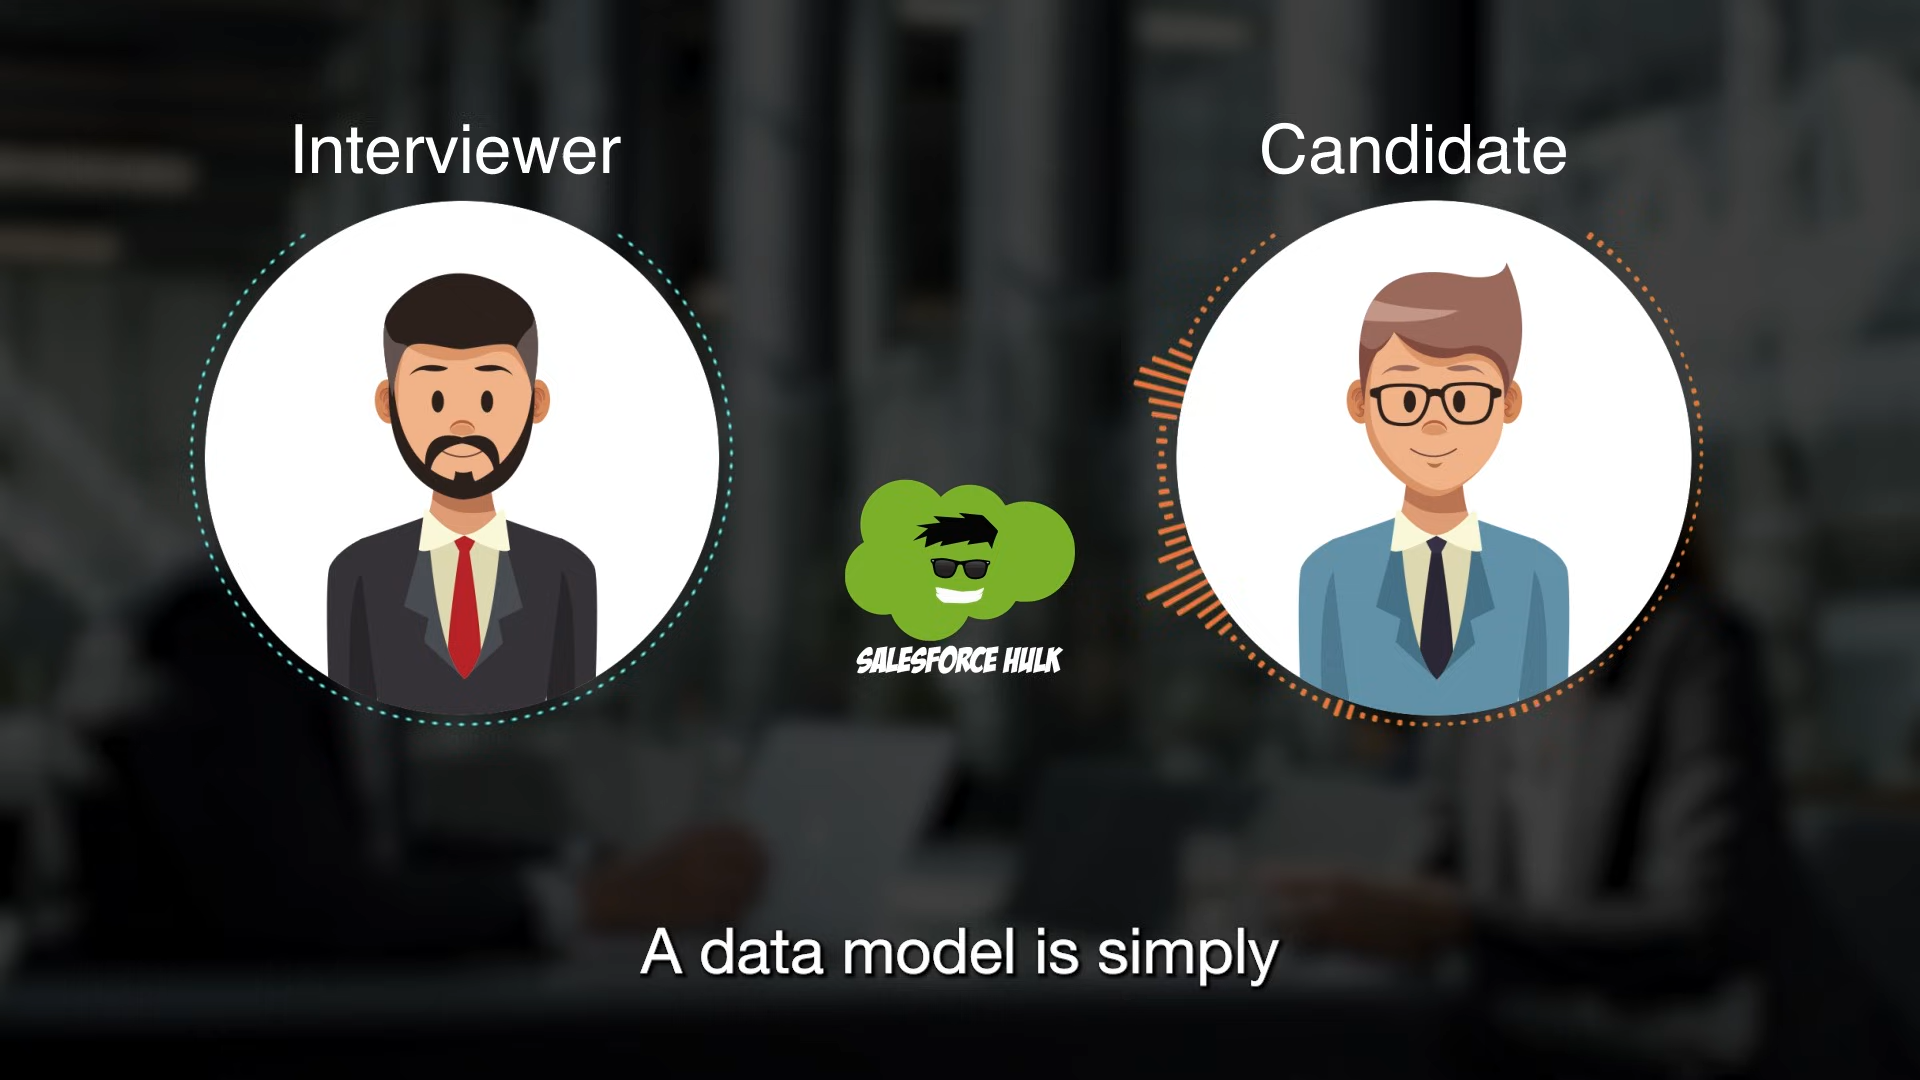 Interviewer
Candidate
SALESFORCE HULK
A data model is simply